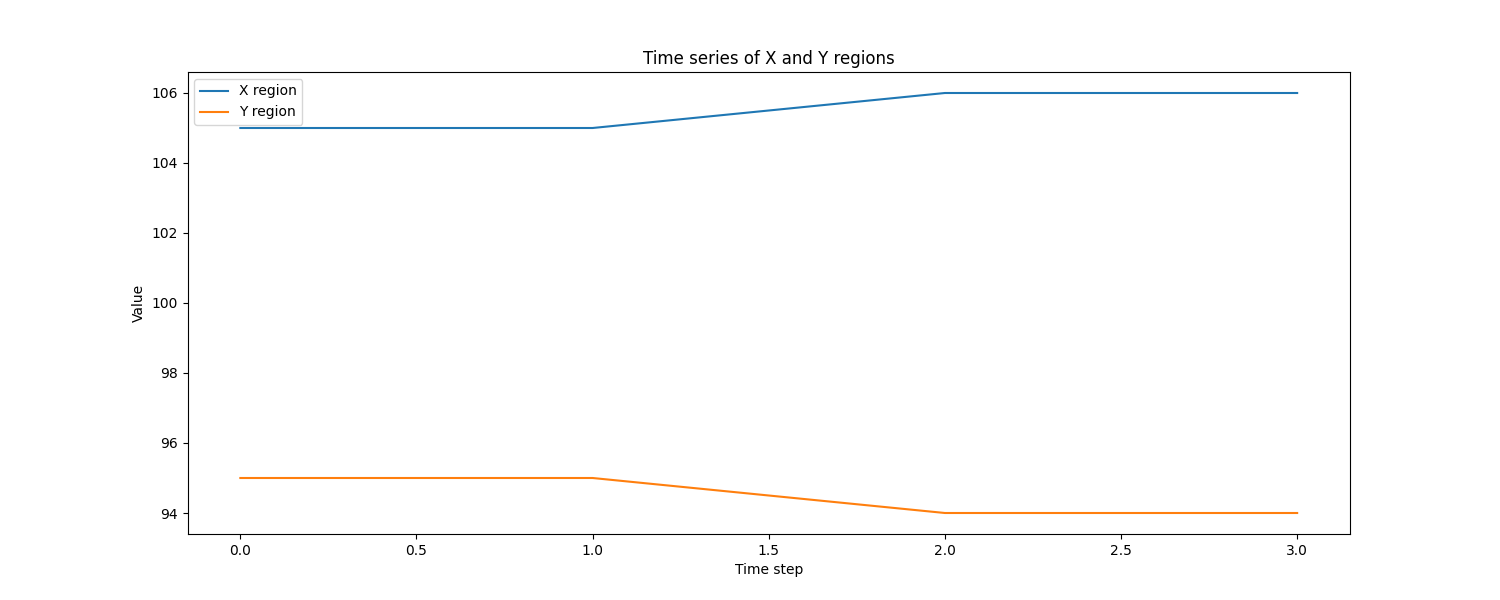 Time series of X and Y regions
X region
Y region
106
104
102
100
98
96
94
Value
0.0 0.5 1.0 1.5 2.0 2.5 3.0
Time step